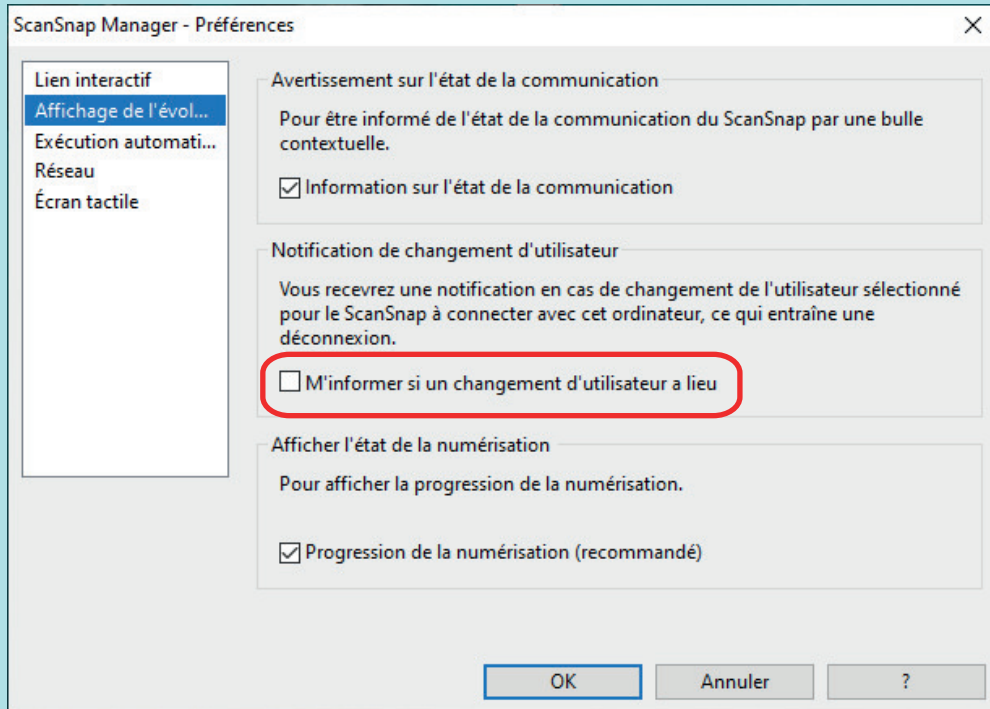 ScanSnap Manager - Préférences
Lien interactif
Affichage de l'évol...
Exécution automati...
Réseau
Écran tactile
Avertissement sur l'état de la communication
Pour être informé de l'état de la communication du ScanSnap par une bulle
contextuelle.
Information sur l'état de la communication
Notification de changement d'utilisateur
Vous recevrez une notification en cas de changement de l'utilisateur sélectionné
pour le ScanSnap à connecter avec cet ordinateur, ce qui entraîne une
déconnexion.
M'informer si un changement d'utilisateur a lieu
Afficher l'état de la numérisation
Pour afficher la progression de la numérisation.
Progression de la numérisation (recommandé)
OK
Annuler
?